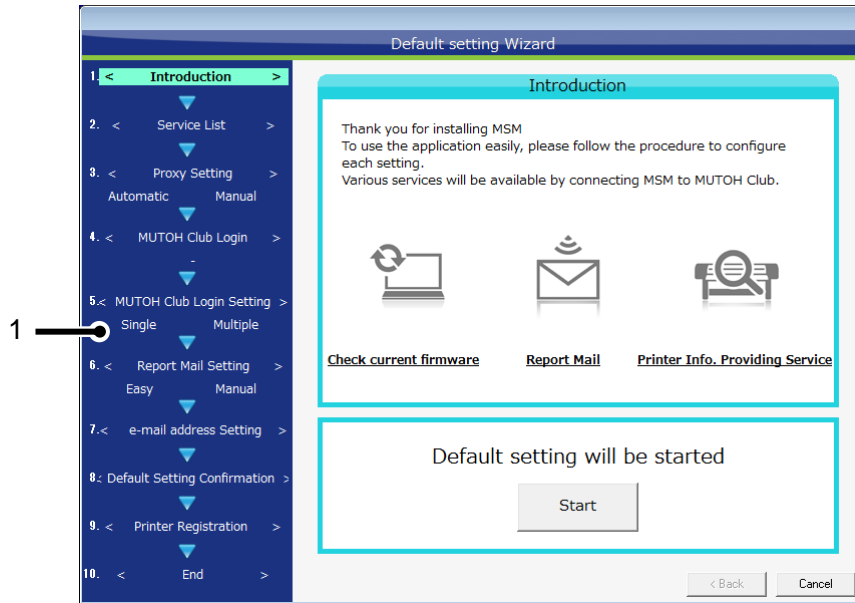 Default setting Wizard
1. < Introduction >
2. < Service List >
3. < Proxy Setting >
Automatic Manual
4. < MUTOH Club Login >
-
5.< MUTOH Club Login Setting >
Single Multiple
6. < Report Mail Setting >
Easy Manual
7.< e-mail address Setting >
8.< Default Setting Confirmation >
9. < Printer Registration >
10. < End >
1
Introduction
Thank you for installing MSM
To use the application easily, please follow the procedure to configure
each setting.
Various services will be available by connecting MSM to MUTOH Club.
Check current firmware Report Mail Printer Info. Providing Service
Default setting will be started
Start
< Back Cancel